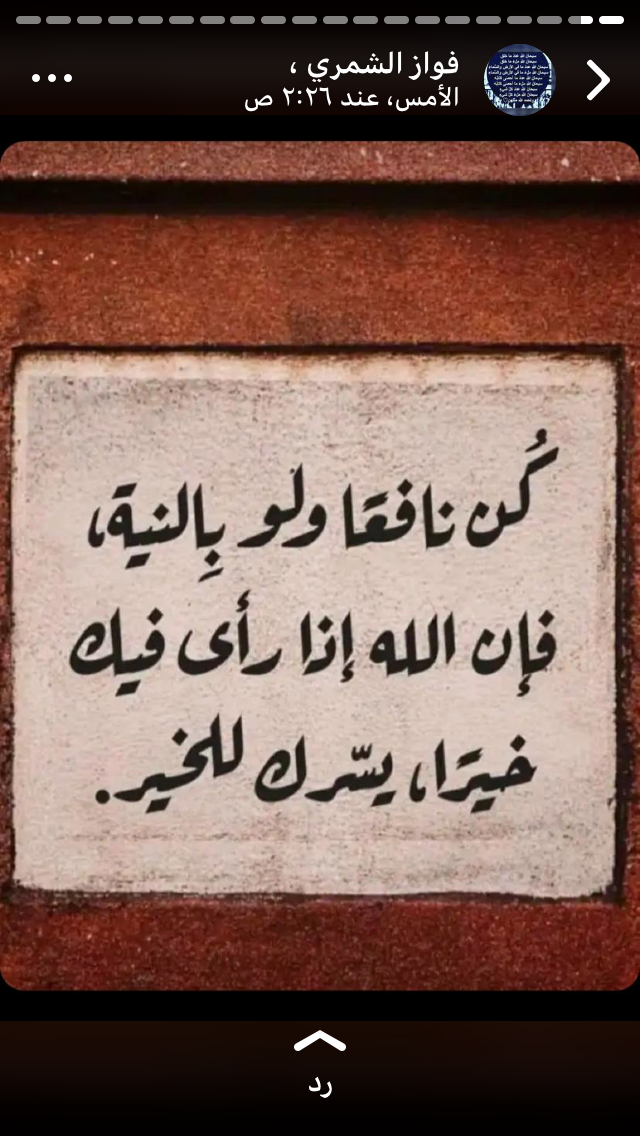 فواز الشمري ،
الأمس، عند ٢:٢٦ ص
كُن نافعًا ولو بِالنية،
فإن الله إذا رأى فيك
خيرًا، يسّرك للخير.
رد